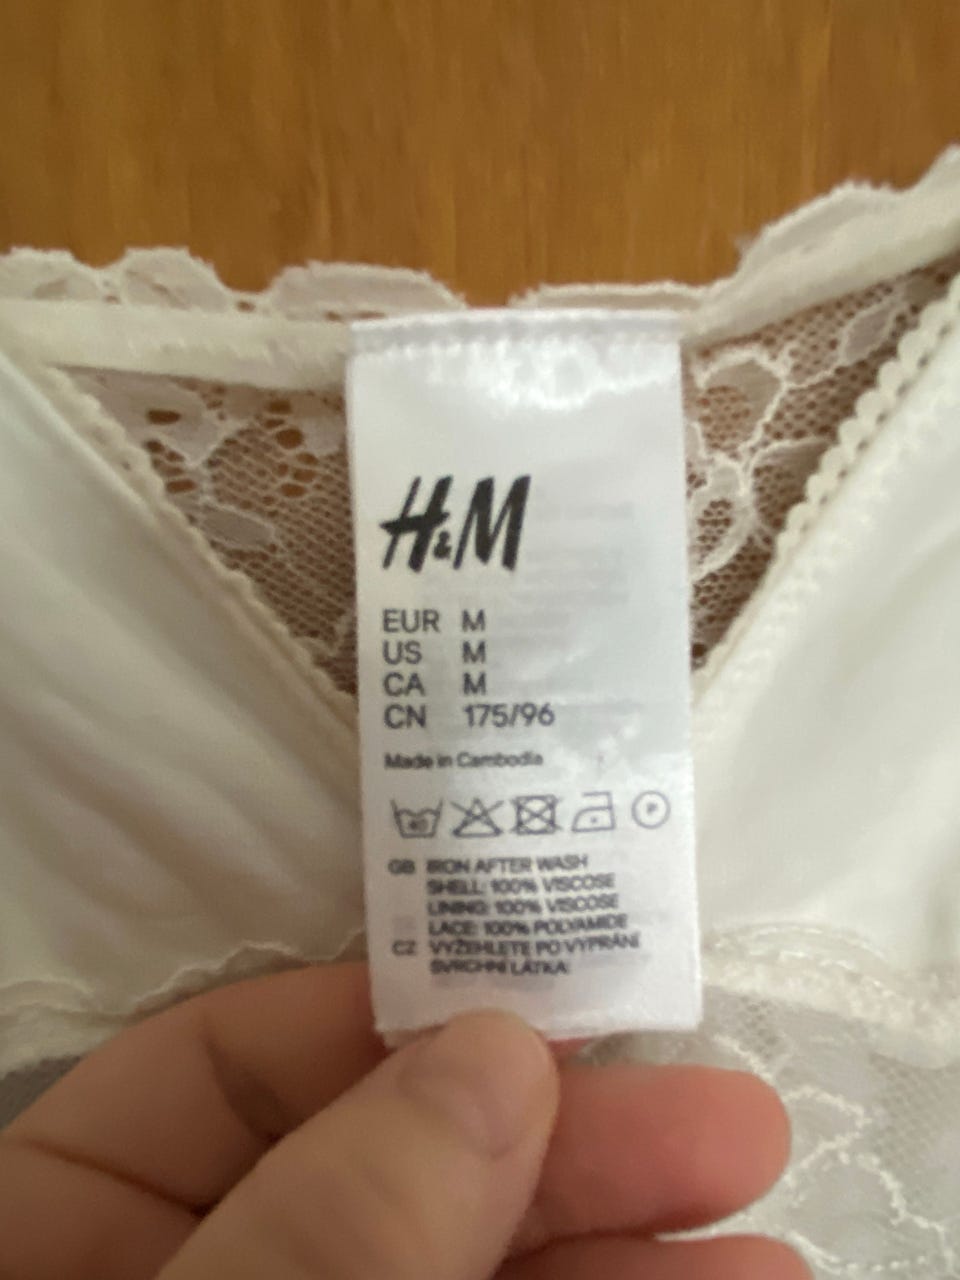 H&M
EUR M
US M
CA M
CN 175/96
Made in Cambodia
40
P
GB IRON AFTER WASH
SHELL: 100% VISCOSE
LINING: 100% VISCOSE
LACE: 100% POLYAMIDE
CZ VYŽEHLETE PO VYPRÁNÍ
SVRCHNÍ LÁTKA: